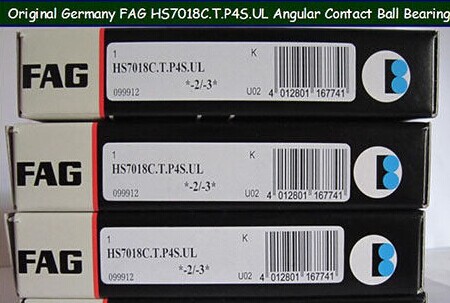 Original Germany FAG HS7018C.T.P4S.UL Angular Contact Ball Bearing
FAG
1 K
HS7018C.T.P4S.UL
*-2/-3*
099912 U02 4 012801 167741
FAG
1 K
HS7018C.T.P4S.UL
*-2/-3*
099912 U02 4 012801 167741
FAG
1 K
HS7018C.T.P4S.UL
*-2/-3*
099912 U02 4 012801 167741